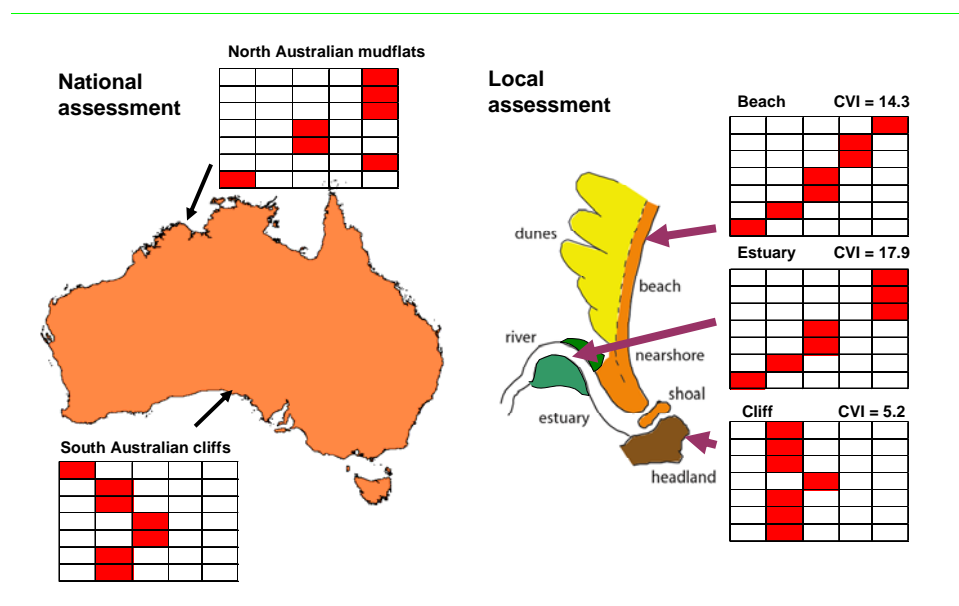 North Australian mudflats
National
assessment
South Australian cliffs
Local
assessment
Beach CVI = 14.3
dunes
beach
Estuary CVI = 17.9
river
nearshore
shoal
estuary
Cliff CVI = 5.2
headland